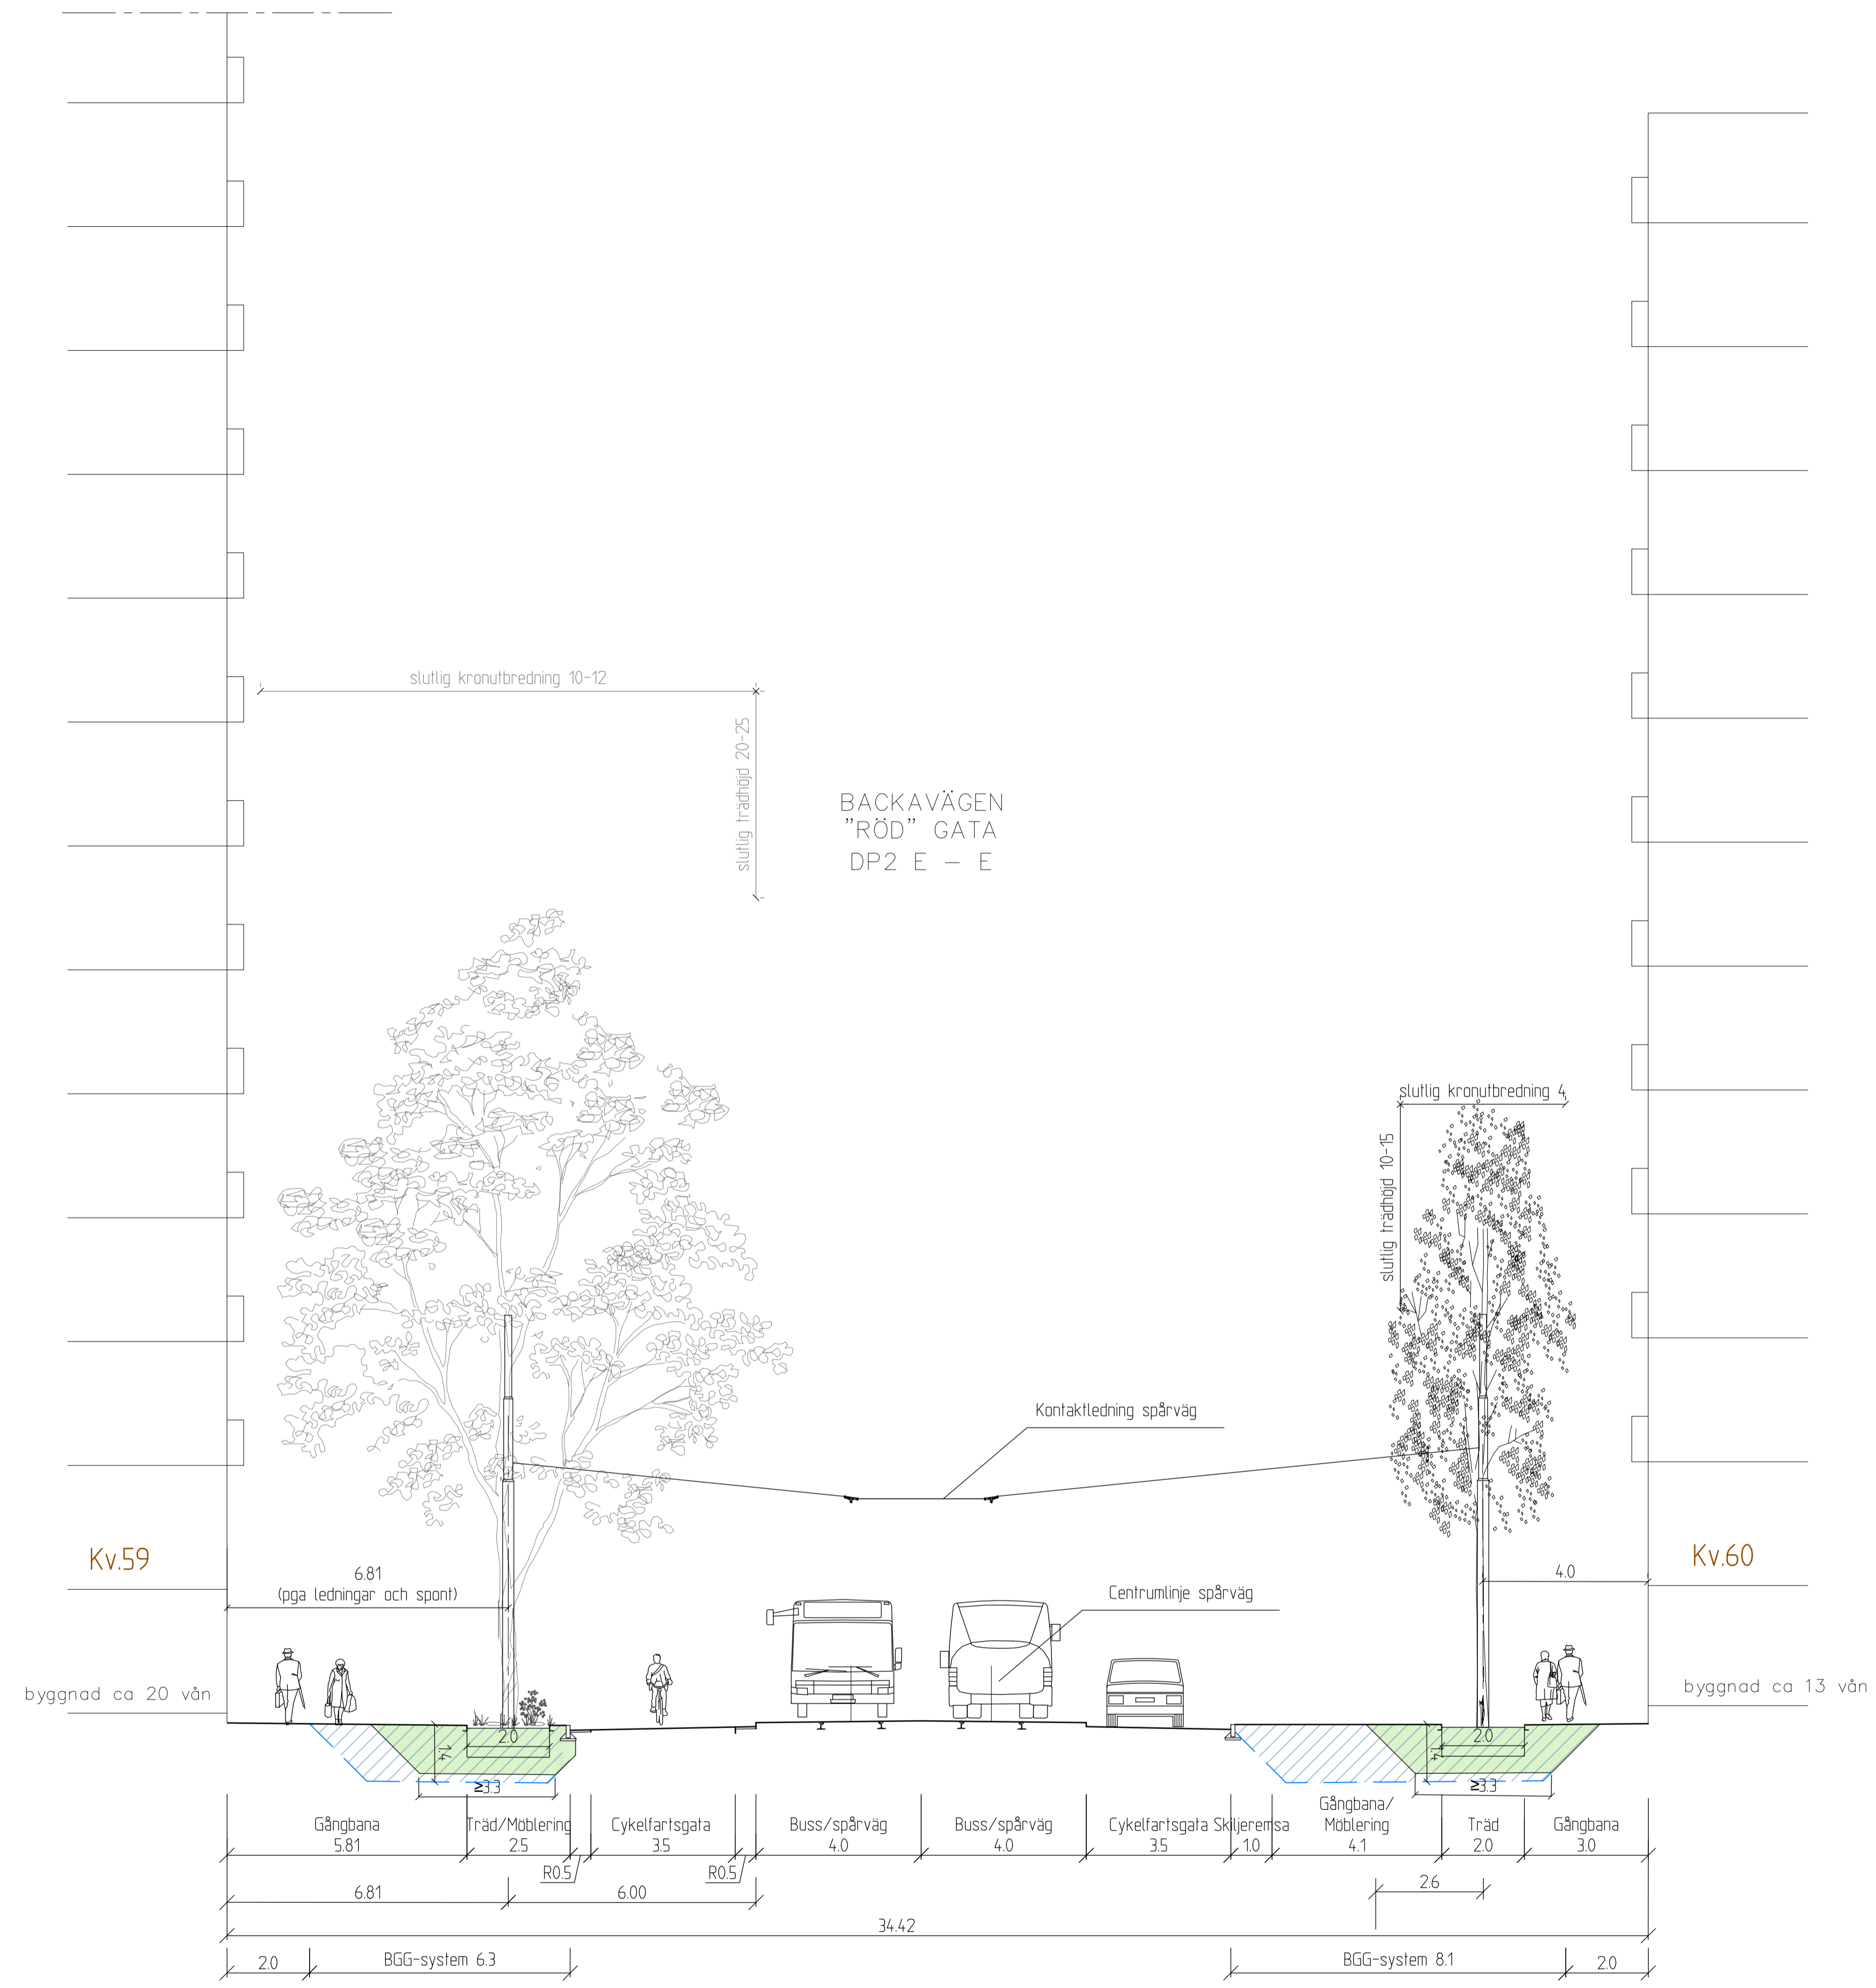 slutlig kronutbredning 10-12
slutlig trädhöjd 20-25
BACKAVÄGEN
"RÖD" GATA
DP2 E - E
slutlig kronutbredning 4
slutlig trädhöjd 10-15
Kontaktledning spårväg
Kv.59
Kv.60
6.81
(pga ledningar och spont)
4.0
Centrumlinje spårväg
byggnad ca 20 vån
byggnad ca 13 vån
2.0
1.4
≥3.3
2.0
1.4
≥3.3
Gångbana
5.81
Träd/Möblering
2.5
Cykelfartsgata
3.5
Buss/spårväg
4.0
Buss/spårväg
4.0
Cykelfartsgata
3.5
Skiljeremsa
1.0
Gångbana/
Möblering
4.1
Träd
2.0
Gångbana
3.0
R0.5
R0.5
6.81
6.00
2.6
34.42
2.0
BGG-system 6.3
BGG-system 8.1
2.0